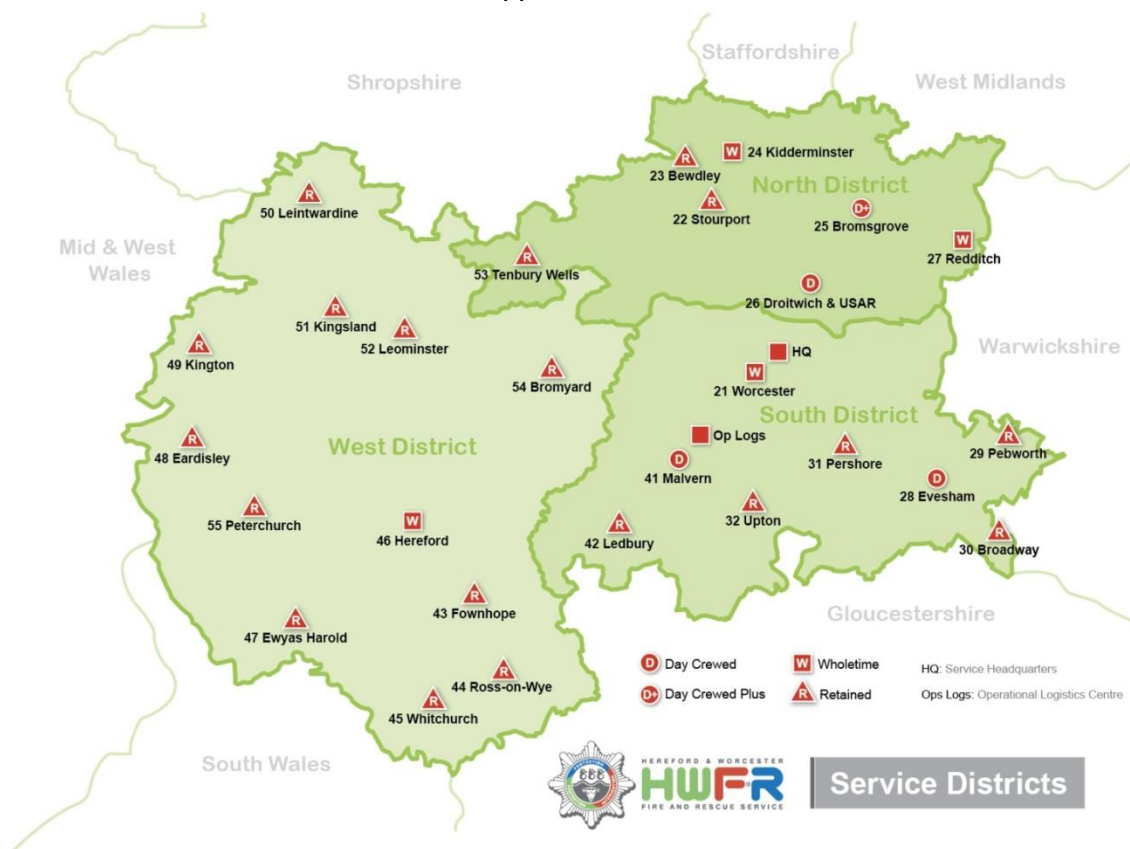 Staffordshire
Shropshire
West Midlands
W 24 Kidderminster
R
23 Bewdley
North District
R
50 Leintwardine
R
22 Stourport
D+
25 Bromsgrove
Mid & West
Wales
W
27 Redditch
R
53 Tenbury Wells
D
26 Droitwich & USAR
R
51 Kingsland
R
52 Leominster
R
49 Kington
HQ
Warwickshire
R
54 Bromyard
W
21 Worcester
South District
West District
R
48 Eardisley
Op Logs
D
41 Malvern
R
31 Pershore
R
29 Pebworth
D
28 Evesham
R
55 Peterchurch
W
46 Hereford
R
42 Ledbury
R
32 Upton
R
30 Broadway
R
43 Fownhope
Gloucestershire
R
47 Ewyas Harold
R
44 Ross-on-Wye
R
45 Whitchurch
D Day Crewed
W Wholetime
HQ: Service Headquarters
D+ Day Crewed Plus
R Retained
Ops Logs: Operational Logistics Centre
South Wales
HEREFORD & WORCESTER
HWFR
FIRE AND RESCUE SERVICE
Service Districts